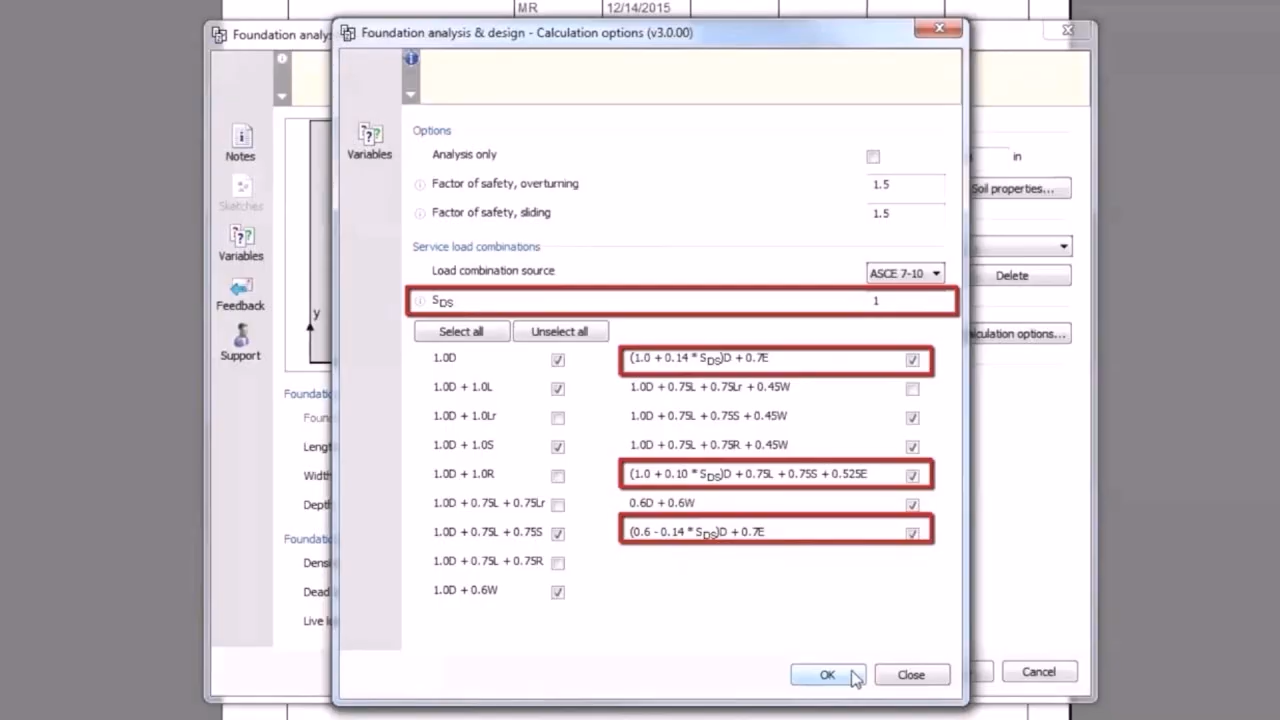 MR 12/14/2015
Foundation analy
Foundation analysis & design - Calculation options (v3.0.00)
Notes
Sketches
Variables
Feedback
Support
y
Foundatio
Foun
Length
Width
Depth
Foundatio
Densi
Dead
Live l
Variables
Options
Analysis only
Factor of safety, overturning 1.5
Factor of safety, sliding 1.5
Service load combinations
Load combination source ASCE 7-10
SDS 1
Select all Unselect all
1.0D
1.0D + 1.0L
1.0D + 1.0Lr
1.0D + 1.0S
1.0D + 1.0R
1.0D + 0.75L + 0.75Lr
1.0D + 0.75L + 0.75S
1.0D + 0.75L + 0.75R
1.0D + 0.6W
(1.0 + 0.14 * SDS)D + 0.7E
1.0D + 0.75L + 0.75Lr + 0.45W
1.0D + 0.75L + 0.75S + 0.45W
1.0D + 0.75L + 0.75R + 0.45W
(1.0 + 0.10 * SDS)D + 0.75L + 0.75S + 0.525E
0.6D + 0.6W
(0.6 - 0.14 * SDS)D + 0.7E
OK Close
in
Soil properties...
Delete
alculation options...
Cancel